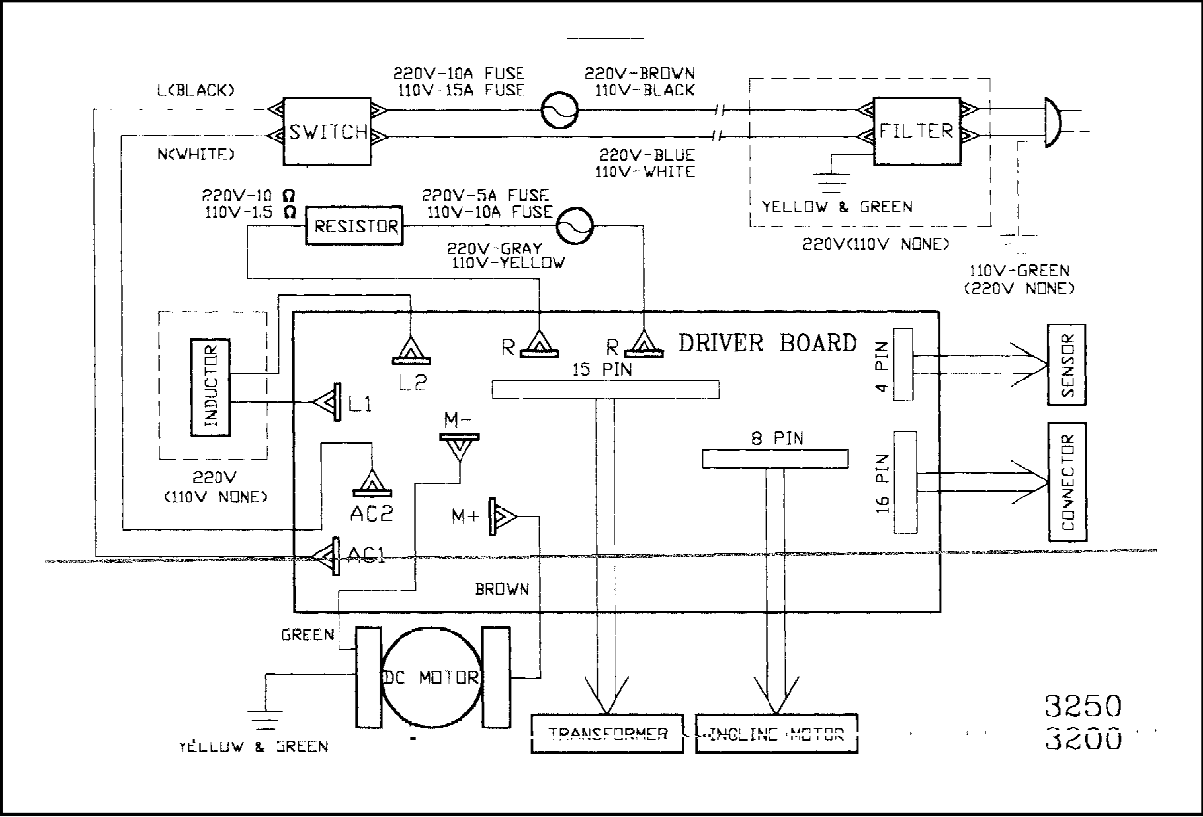 220V-10A FUSE
110V-15A FUSE
220V-BROWN
110V-BLACK
L(BLACK)
SWITCH
FILTER
N(WHITE)
220V-BLUE
110V-WHITE
YELLOW & GREEN
220V(110V NONE)
110V-GREEN
(220V NONE)
220V-10 Ω
110V-1.5 Ω
RESISTOR
220V-5A FUSE
110V-10A FUSE
220V-GRAY
110V-YELLOW
R
R
DRIVER BOARD
15 PIN
4 PIN
SENSOR
INDUCTOR
L2
L1
220V
(110V NONE)
M-
8 PIN
16 PIN
CONNECTOR
AC2
M+
AC1
BROWN
GREEN
DC MOTOR
YELLOW & GREEN
TRANSFORMER
INCLINE MOTOR
3250
3200